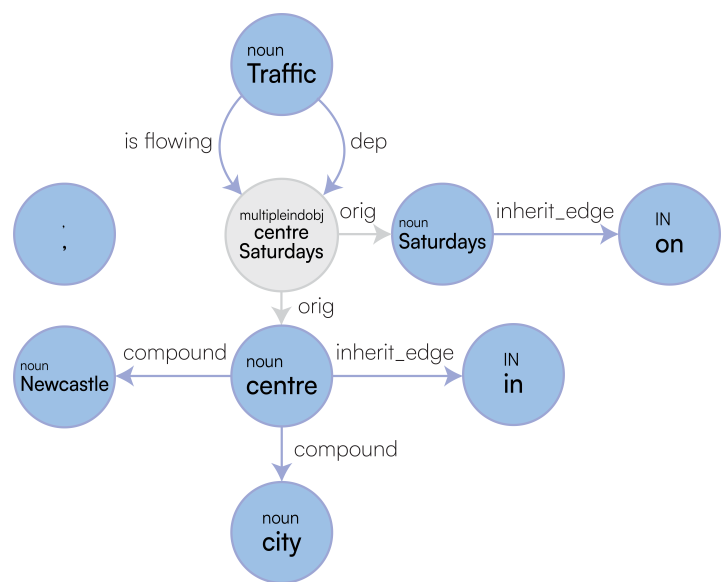 noun
Traffic
is flowing
dep
,
,
multipleindobj
centre
Saturdays
orig
noun
Saturdays
inherit_edge
IN
on
orig
noun
Newcastle
compound
noun
centre
inherit_edge
IN
in
compound
noun
city